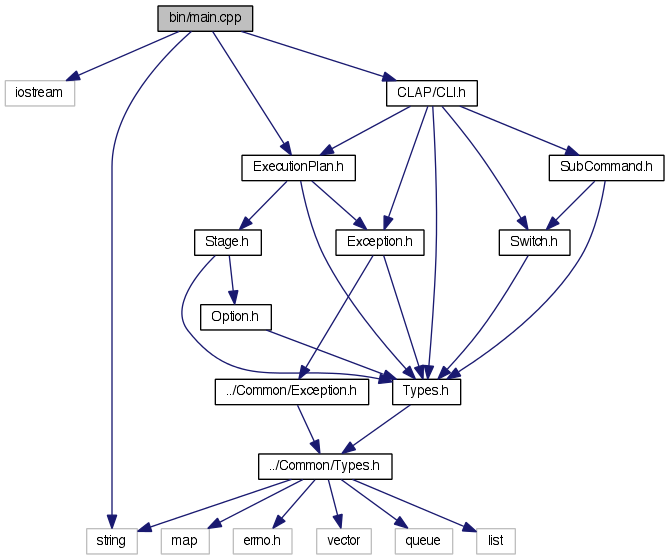 bin/main.cpp
iostream
CLAP/CLI.h
ExecutionPlan.h
SubCommand.h
Stage.h
Exception.h
Switch.h
Option.h
../Common/Exception.h
Types.h
../Common/Types.h
string
map
errno.h
vector
queue
list